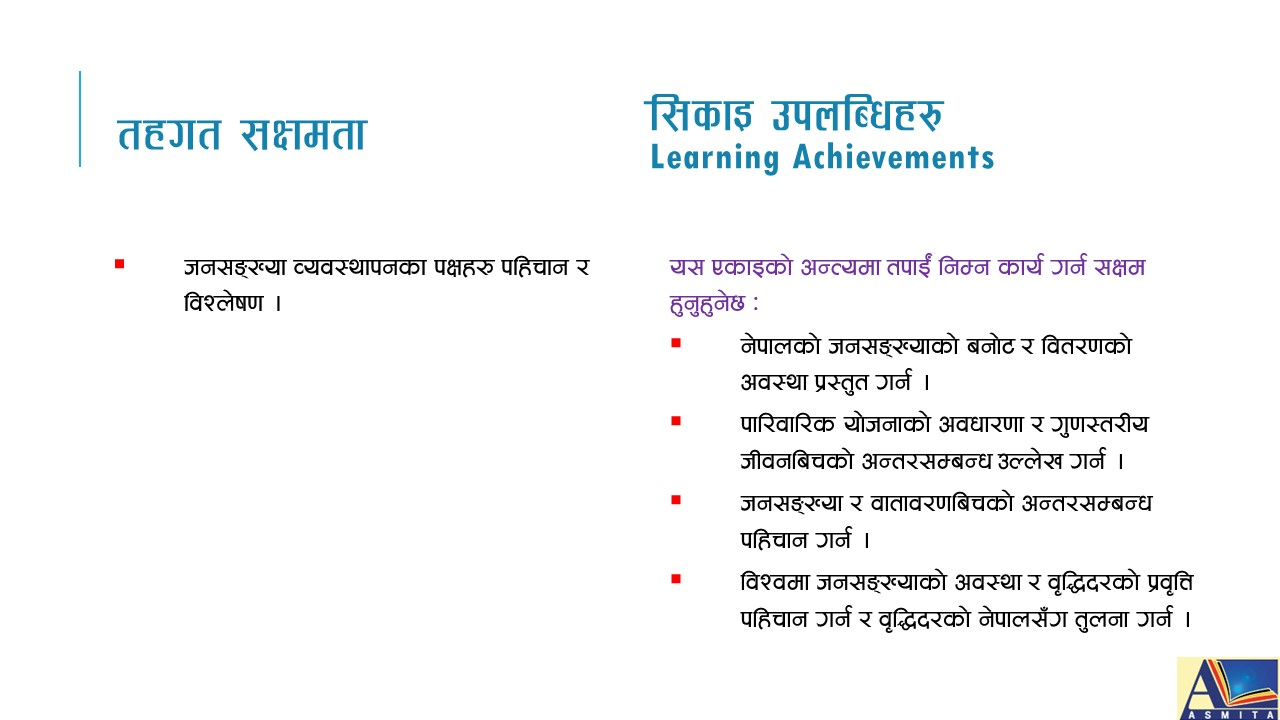 तहगत सक्षमता
सिकाइ उपलब्धिहरु
Learning Achievements
जनसङ्ख्या व्यवस्थापनका पक्षहरु पहिचान र
विश्लेषण ।
यस एकाइको अन्त्यमा तपाईं निम्न कार्य गर्न सक्षम
हुनुहुनेछ :
नेपालको जनसङ्ख्याको बनोट र वितरणको
अवस्था प्रस्तुत गर्न ।
पारिवारिक योजनाको अवधारणा र गुणस्तरीय
जीवनबिचको अन्तरसम्बन्ध उल्लेख गर्न ।
जनसङ्ख्या र वातावरणबिचको अन्तरसम्बन्ध
पहिचान गर्न ।
विश्वमा जनसङ्ख्याको अवस्था र वृद्धिदरको प्रवृत्ति
पहिचान गर्न र वृद्धिदरको नेपालसँग तुलना गर्न ।
ASMITA